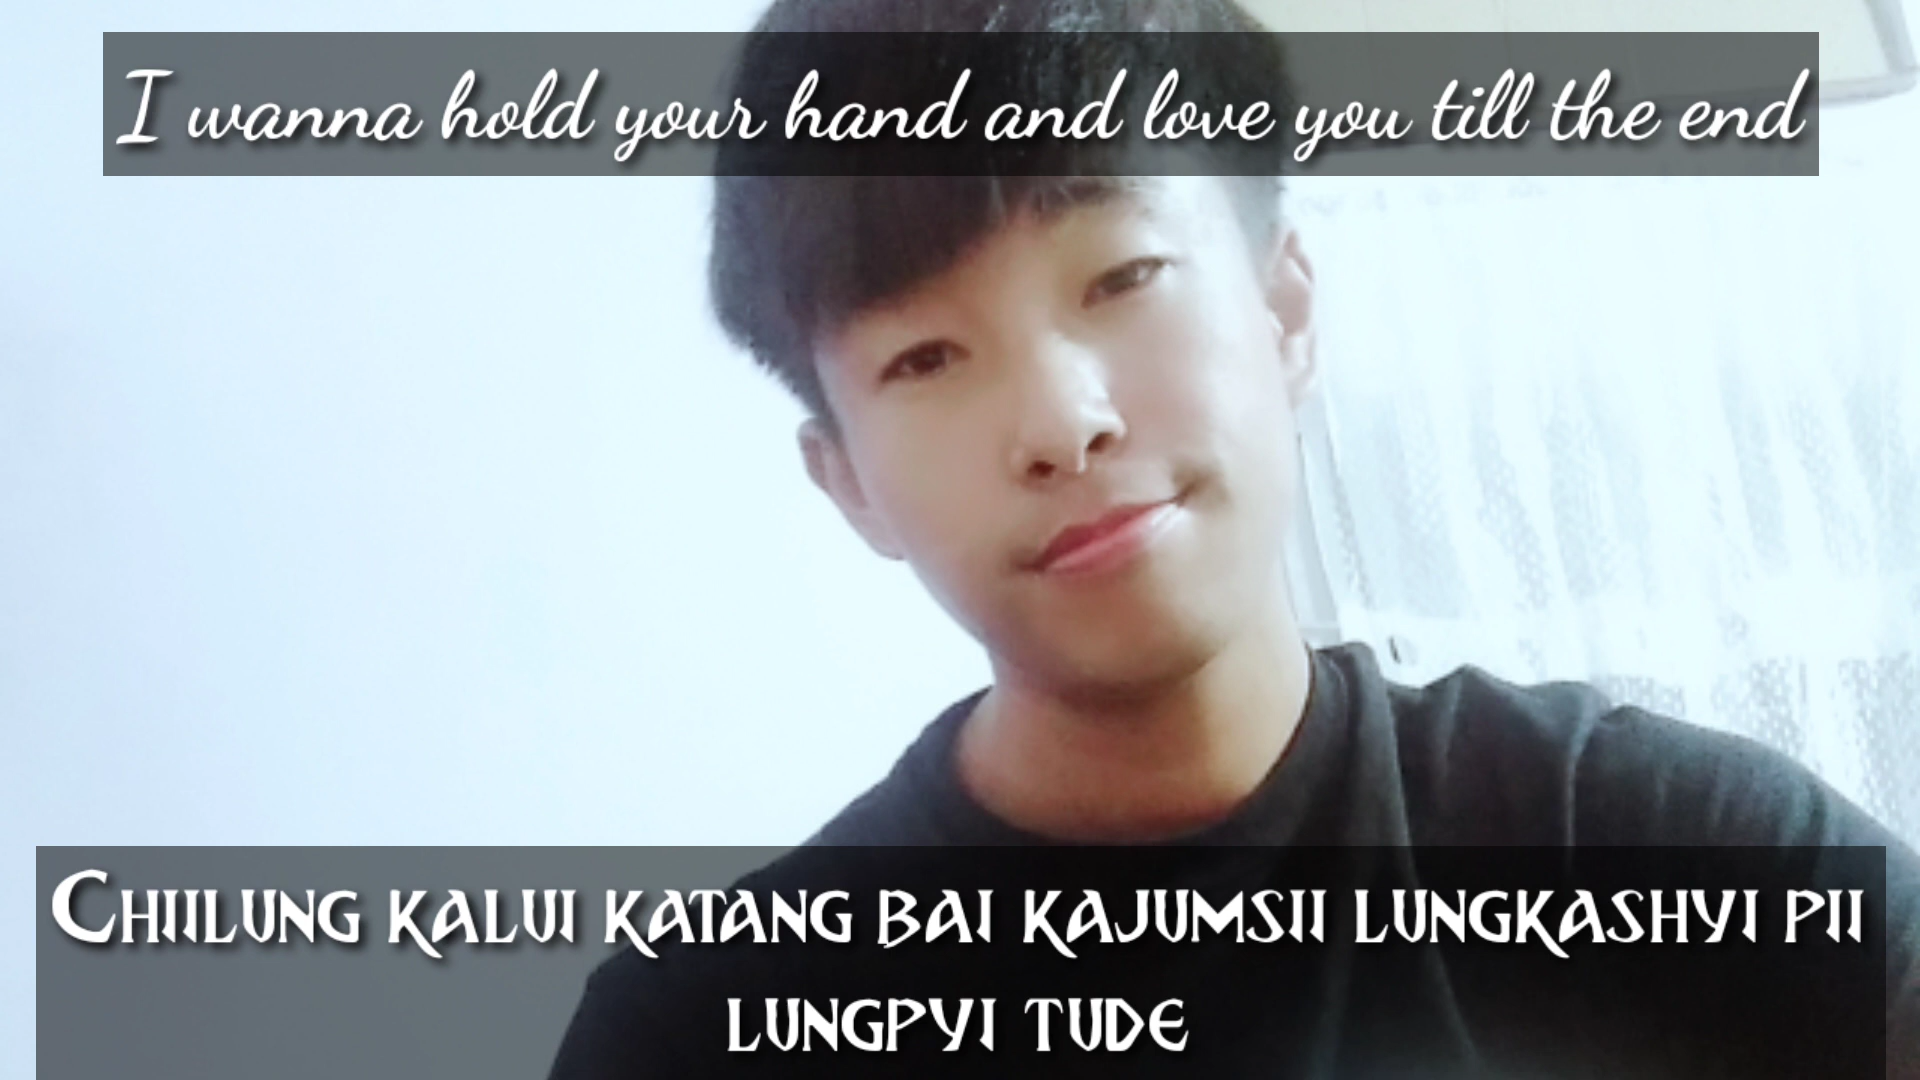 I wanna hold your hand and love you till the end
Chiilung kalui katang bai kajumsii lungkashyi pii
lungpyi tude